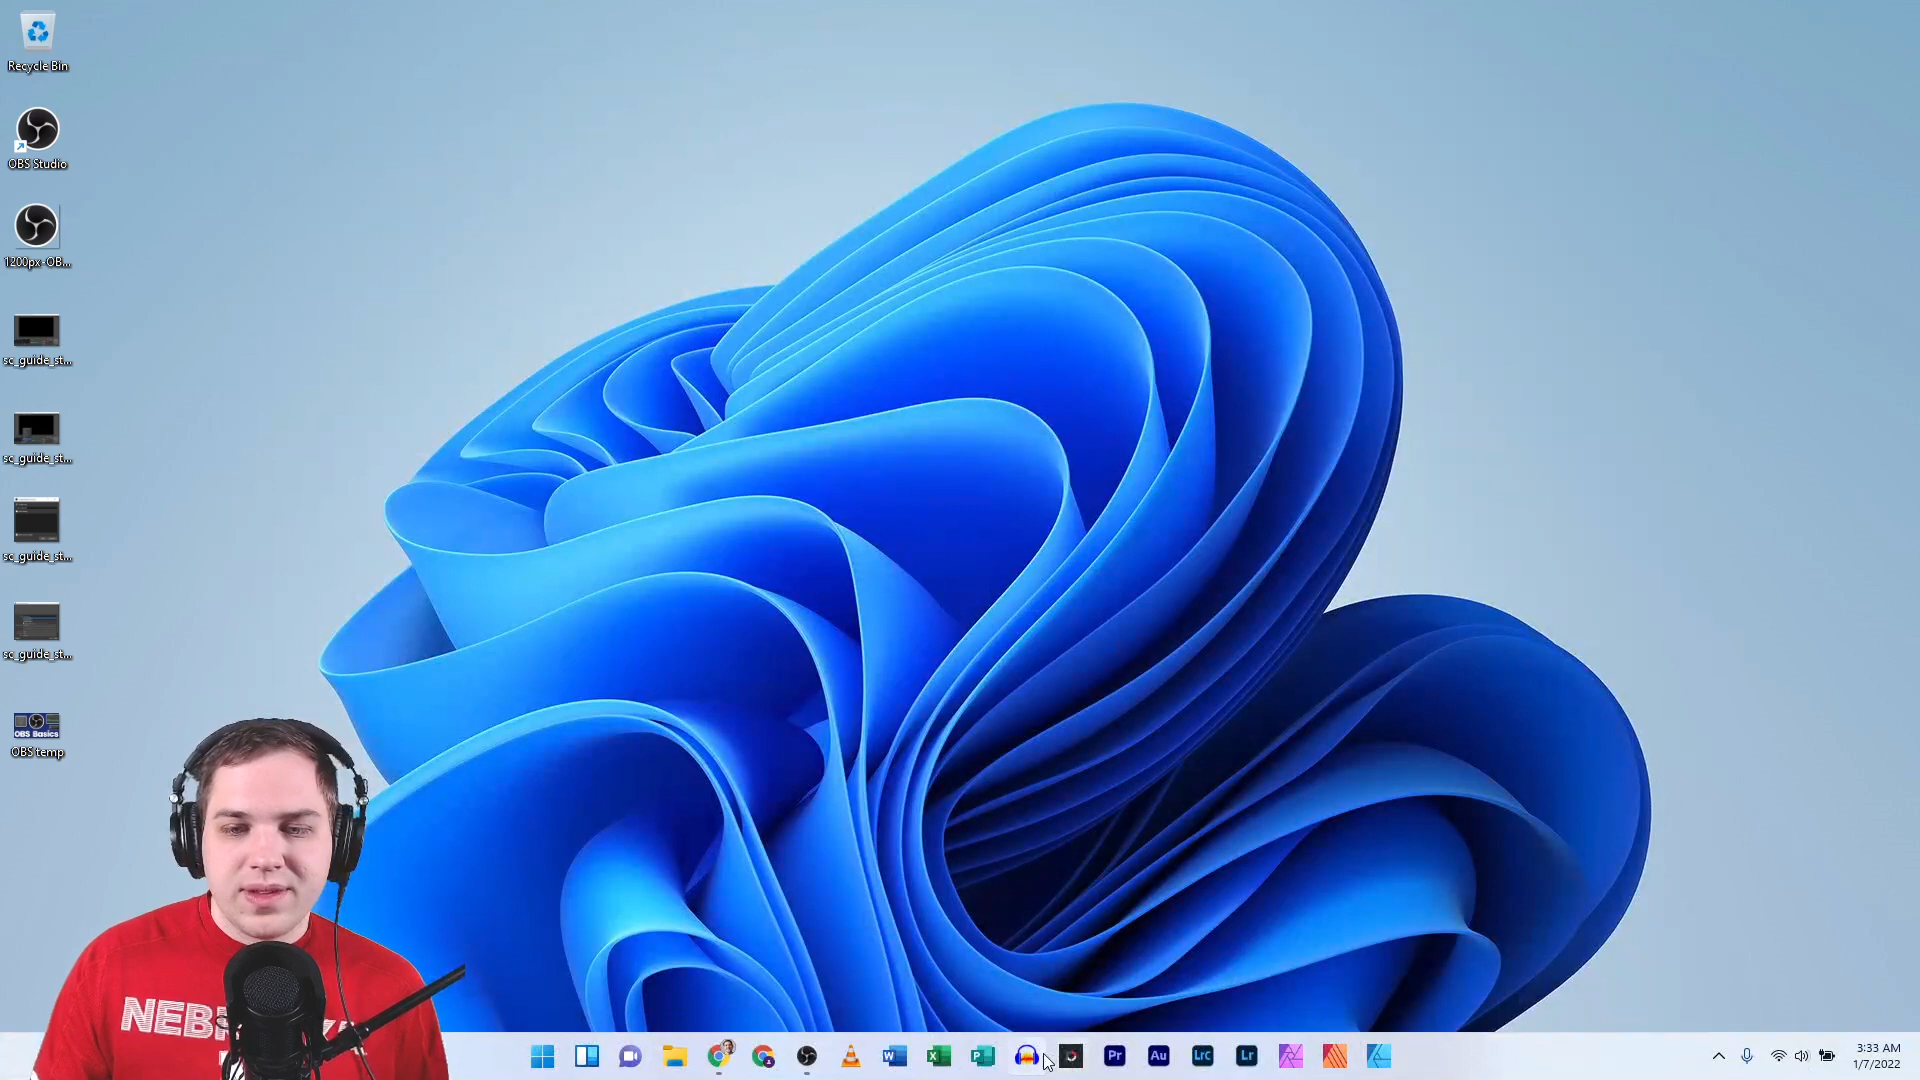 Recycle Bin
OBS Studio
1200px-OB...
sc_guide_st...
sc_guide_st...
sc_guide_st...
sc_guide_st...
OBS Basics
OBS temp
W
X
P
Pr
Au
LrC
Lr
3:33 AM
1/7/2022